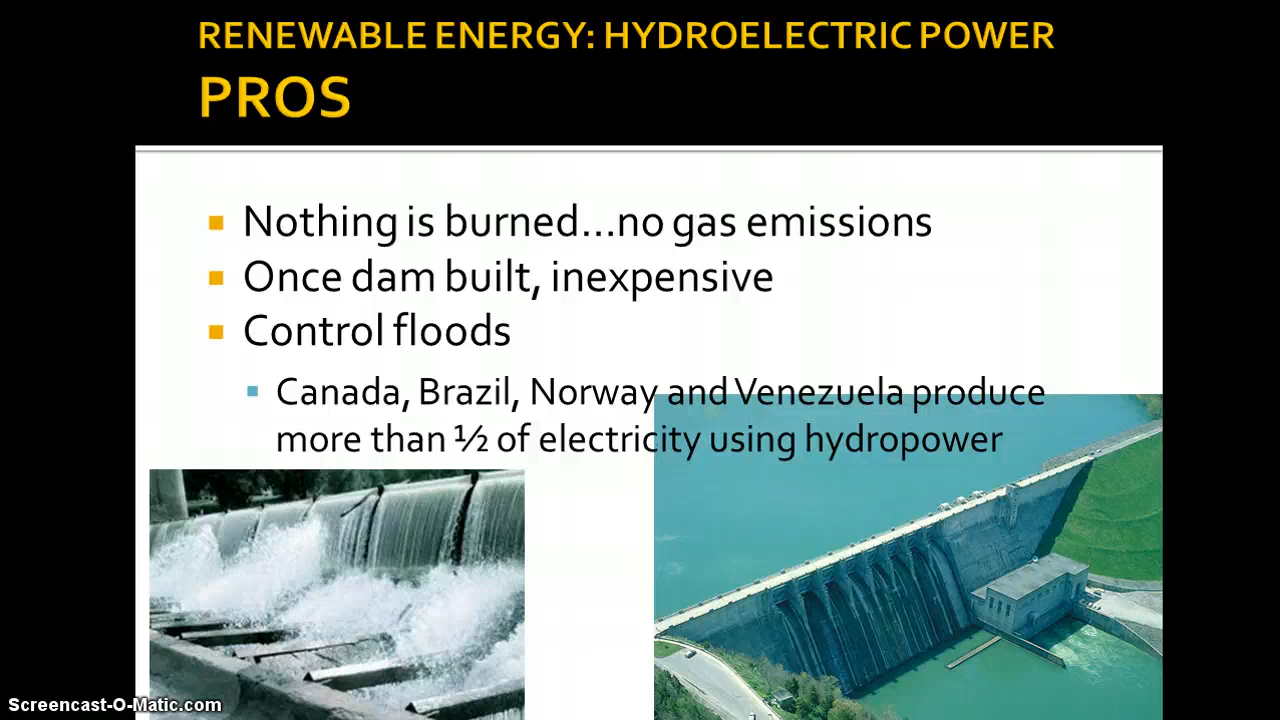 RENEWABLE ENERGY: HYDROELECTRIC POWER
PROS
Nothing is burned...no gas emissions
Once dam built, inexpensive
Control floods
Canada, Brazil, Norway and Venezuela produce
more than ½ of electricity using hydropower
Screencast-O-Matic.com